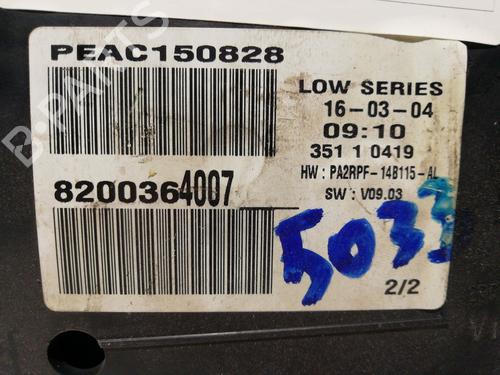 PEAC150828
LOW SERIES
16-03-04
09:10
351 1 0419
HW : PA2RPF-14B115-AL
SW : V09.03
8200364007
5033
2/2
B-PARTS